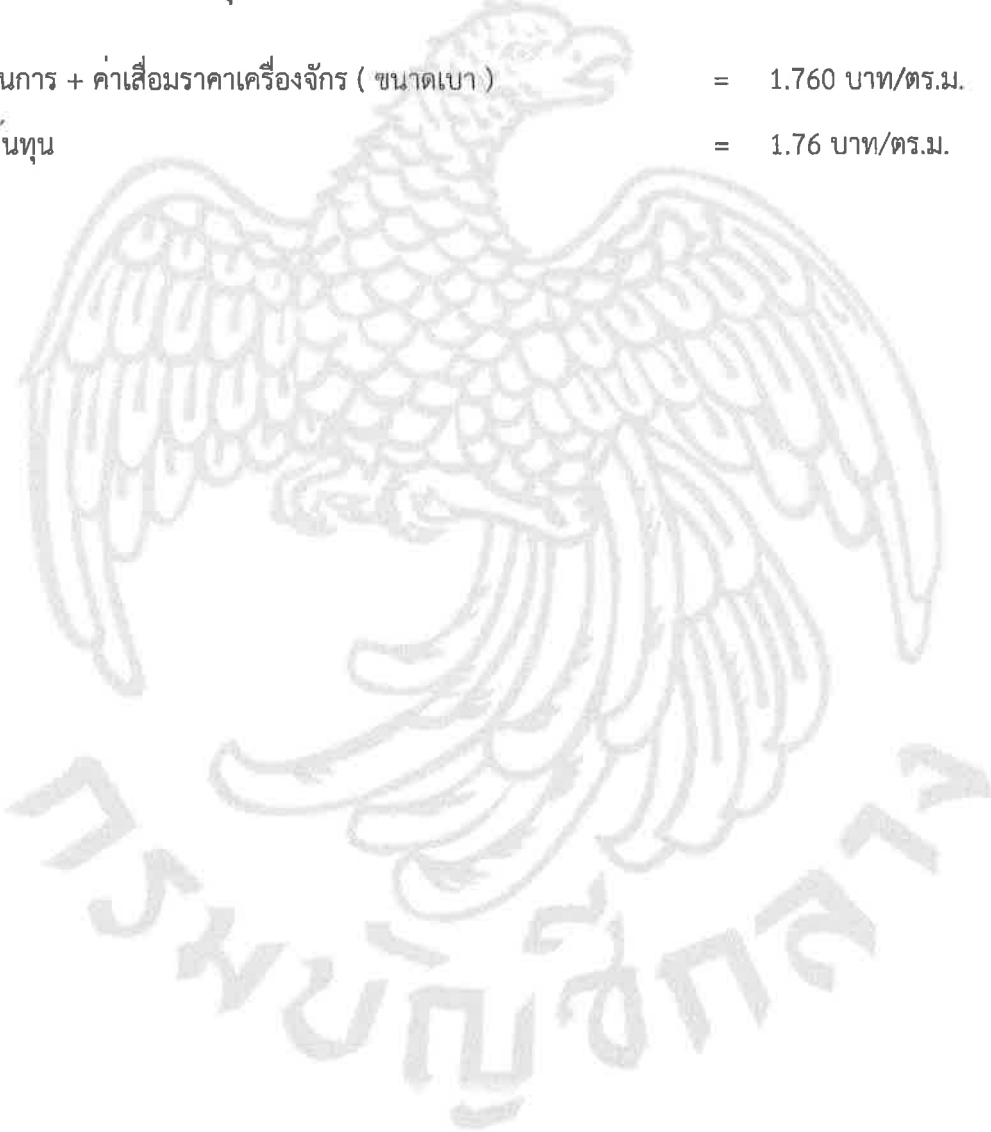 นการ + ค่าเสื่อมราคาเครื่องจักร ( ขนาดเบา ) = 1.760 บาท/ตร.ม.
้นทุน = 1.76 บาท/ตร.ม.
กรมบัญชีกลาง